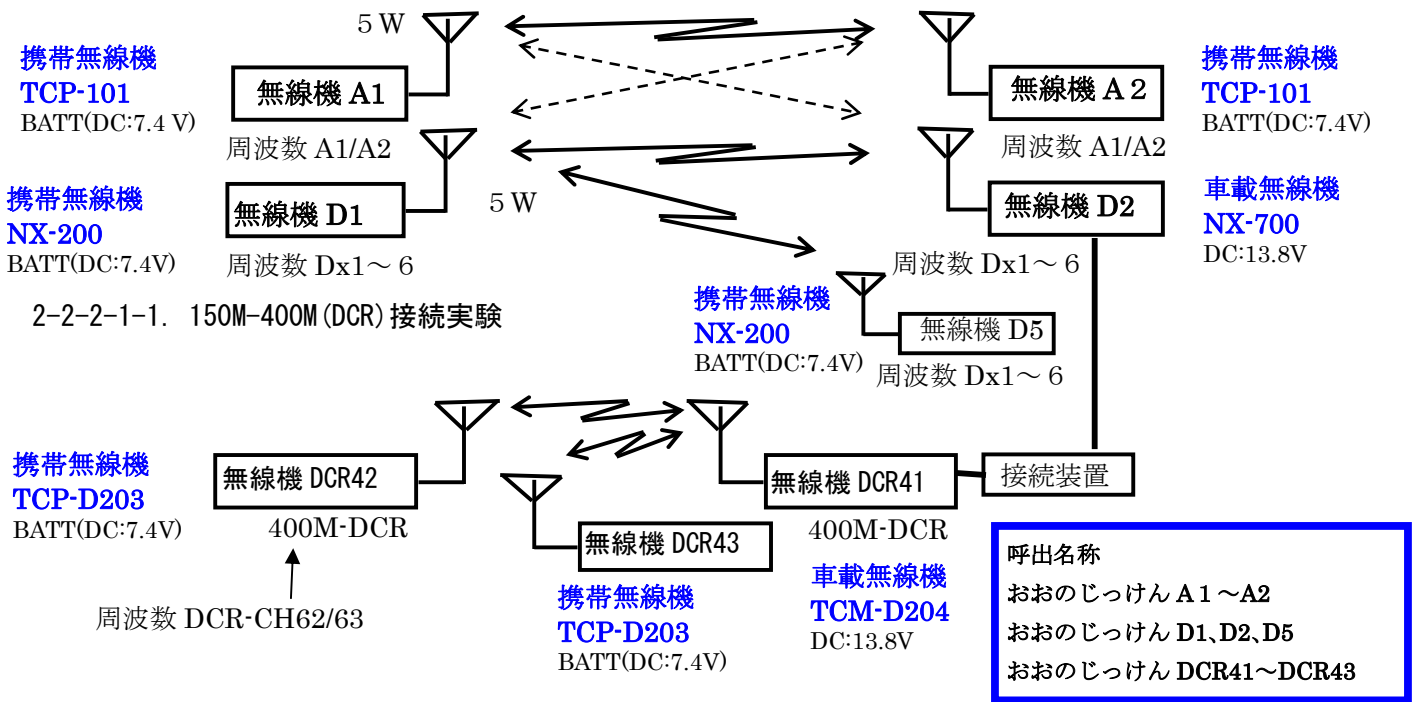 5W
携帯無線機
TCP-101
BATT(DC:7.4 V)
無線機 A1
周波数 A1/A2
無線機 A 2
周波数 A1/A2
携帯無線機
TCP-101
BATT(DC:7.4V)
携帯無線機
NX-200
BATT(DC:7.4V)
無線機 D1
周波数 Dx1～6
5W
無線機 D2
周波数 Dx1～6
車載無線機
NX-700
DC:13.8V
2-2-2-1-1. 150M-400M(DCR)接続実験
携帯無線機
NX-200
BATT(DC:7.4V)
無線機 D5
周波数 Dx1～6
携帯無線機
TCP-D203
BATT(DC:7.4V)
無線機 DCR42
400M-DCR
周波数 DCR-CH62/63
無線機 DCR43
携帯無線機
TCP-D203
BATT(DC:7.4V)
無線機 DCR41
400M-DCR
車載無線機
TCM-D204
DC:13.8V
接続装置
呼出名称
おおのじっけん A1～A2
おおのじっけん D1、D2、D5
おおのじっけん DCR41～DCR43